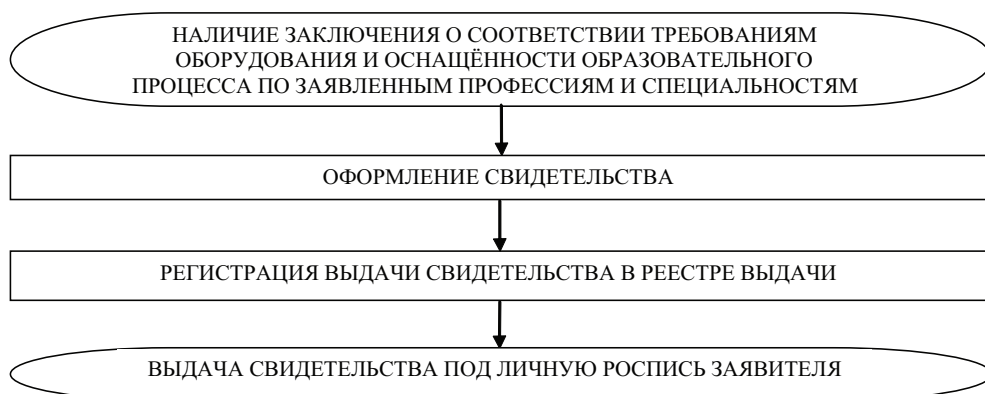 НАЛИЧИЕ ЗАКЛЮЧЕНИЯ О СООТВЕТСТВИИ ТРЕБОВАНИЯМ
ОБОРУДОВАНИЯ И ОСНАЩЁННОСТИ ОБРАЗОВАТЕЛЬНОГО
ПРОЦЕССА ПО ЗАЯВЛЕННЫМ ПРОФЕССИЯМ И СПЕЦИАЛЬНОСТЯМ
ОФОРМЛЕНИЕ СВИДЕТЕЛЬСТВА
РЕГИСТРАЦИЯ ВЫДАЧИ СВИДЕТЕЛЬСТВА В РЕЕСТРЕ ВЫДАЧИ
ВЫДАЧА СВИДЕТЕЛЬСТВА ПОД ЛИЧНУЮ РОСПИСЬ ЗАЯВИТЕЛЯ